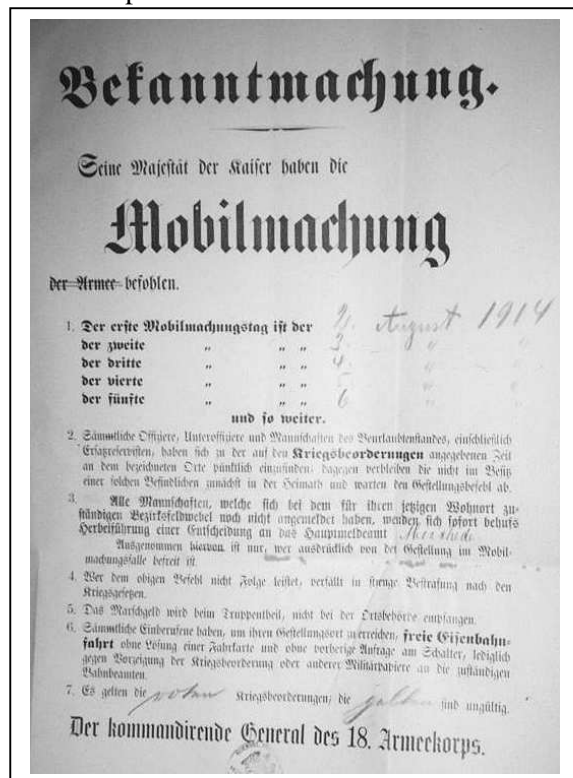 Bekanntmachung.
Seine Majestät der Kaiser haben die
Mobilmachung
der Armee befohlen.
1. Der erste Mobilmachungstag ist der 2. August 1914
der zweite " " " 3. " "
der dritte " " " 4. " "
der vierte " " " 5 " "
der fünfte " " " 6 " "
und so weiter.
2. Sämmtliche Offiziere, Unteroffiziere und Mannschaften des Beurlaubtenstandes, einschließlich
Ersatzreservisten, haben sich zu der auf den Kriegsbeorderungen angegebenen Zeit
an dem bezeichneten Orte pünktlich einzufinden; dagegen verbleiben die nicht im Besitz
einer solchen Befindlichen zunächst in der Heimath und warten den Gestellungsbefehl ab.
3. Alle Mannschaften, welche sich bei dem für ihren jetzigen Wohnort zu-
ständigen Bezirksfeldwebel noch nicht angemeldet haben, wenden sich sofort behufs
Herbeiführung einer Entscheidung an das Hauptmeldeamt
Ausgenommen hiervon ist nur, wer ausdrücklich von der Gestellung im Mobil-
machungsfalle befreit ist.
4. Wer dem obigen Befehl nicht Folge leistet, verfällt in strenge Bestrafung nach den
Kriegsgesetzen.
5. Das Marschgeld wird beim Truppentheil, nicht bei der Ortsbehörde empfangen.
6. Sämmtliche Einberufene haben, um ihren Gestellungsort zu erreichen, freie Eisenbahn-
fahrt ohne Lösung einer Fahrkarte und ohne vorherige Anfrage am Schalter, lediglich
gegen Vorzeigung der Kriegsbeorderung oder anderer Militärpapiere an die zuständigen
Bahnbeamten.
7. Es gelten die roten Kriegsbeorderungen; die gelben sind ungültig.
Der kommandirende General des 18. Armeekorps.